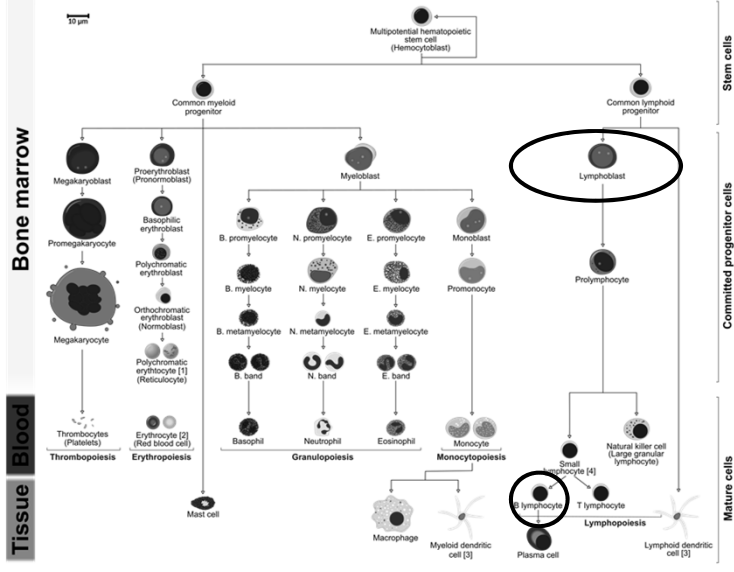 10 μm
Multipotential hematopoietic
stem cell
(Hemocytoblast)
Stem cells
Common myeloid
progenitor
Common lymphoid
progenitor
Bone marrow
Committed progenitor cells
Megakaryoblast
Proerythroblast
(Pronormoblast)
Myeloblast
Lymphoblast
Promegakaryocyte
Basophilic
erythroblast
B. promyelocyte
N. promyelocyte
E. promyelocyte
Monoblast
Polychromatic
erythroblast
B. myelocyte
N. myelocyte
E. myelocyte
Promonocyte
Prolymphocyte
Orthochromatic
erythroblast
(Normoblast)
B. metamyelocyte
N. metamyelocyte
E. metamyelocyte
Megakaryocyte
Polychromatic
erythrocyte [1]
(Reticulocyte)
B. band
N. band
E. band
Blood
Mature cells
Thrombocytes
(Platelets)
Erythrocyte [2]
(Red blood cell)
Basophil
Neutrophil
Eosinophil
Monocyte
Natural killer cell
(Large granular
lymphocyte)
Small
lymphocyte [4]
Thrombopoiesis
Erythropoiesis
Granulopoiesis
Monocytopoiesis
Tissue
B lymphocyte
T lymphocyte
Lymphopoiesis
Mast cell
Macrophage
Myeloid dendritic
cell [3]
Plasma cell
Lymphoid dendritic
cell [3]